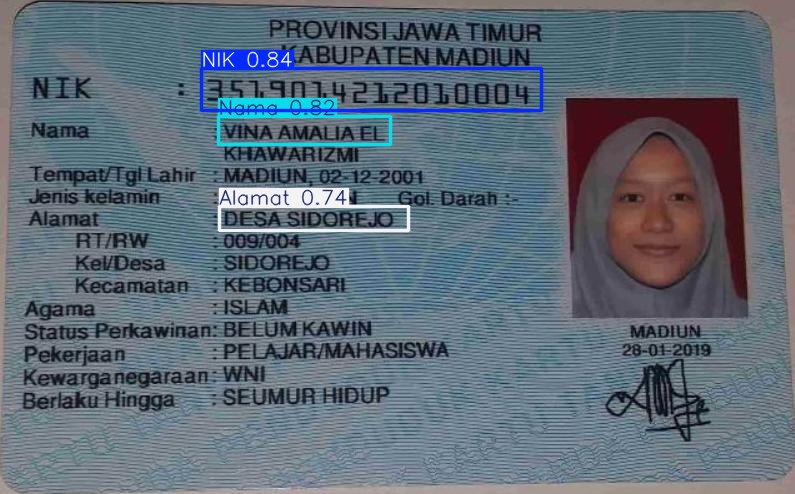 PROVINSI JAWA TIMUR
KABUPATEN MADIUN
NIK 0.84
NIK : 3519014212010004
Nama 0.82
Nama : VINA AMALIA EL
KHAWARIZMI
Tempat/Tgl Lahir : MADIUN, 02-12-2001
Alamat 0.74
Jenis kelamin Gol. Darah :-
Alamat : DESA SIDOREJO
RT/RW : 009/004
Kel/Desa : SIDOREJO
Kecamatan : KEBONSARI
Agama : ISLAM
Status Perkawinan: BELUM KAWIN
Pekerjaan : PELAJAR/MAHASISWA
Kewarganegaraan: WNI
Berlaku Hingga : SEUMUR HIDUP
MADIUN
28-01-2019